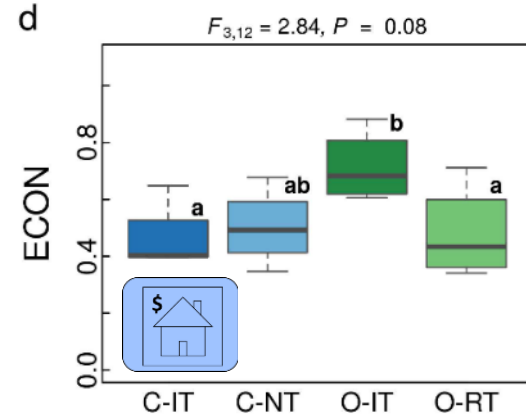 d
F3,12 = 2.84, P = 0.08
ECON
0.8
0.4
0.0
a
ab
b
a
$
C-IT C-NT O-IT O-RT